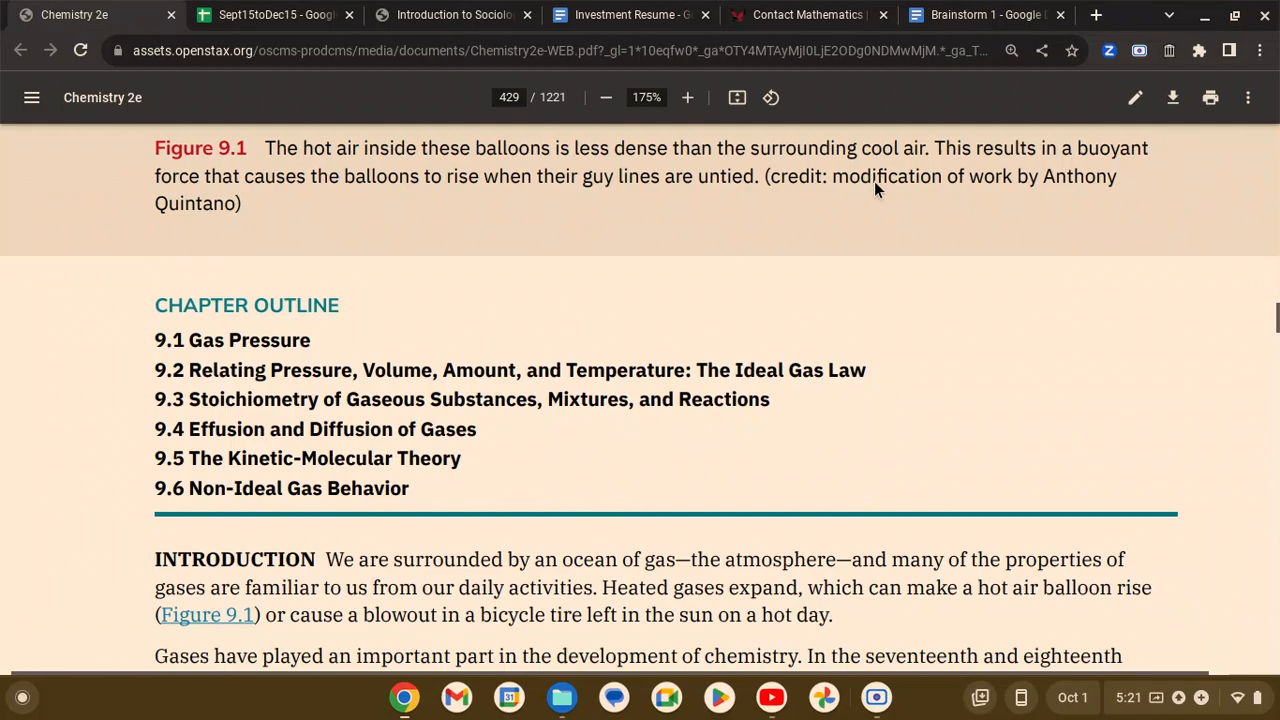 Chemistry 2e
Sept15toDec15 - Googl
Introduction to Sociolo
Investment Resume - G
Contact Mathematics |
Brainstorm 1 - Google D
assets.openstax.org/oscms-prodcms/media/documents/Chemistry2e-WEB.pdf?_gl=1*10eqfw0*_ga*OTY4MTAyMjI0LjE2ODg0NDMwMjM.*_ga_T...
Chemistry 2e
429 / 1221
175%
Figure 9.1 The hot air inside these balloons is less dense than the surrounding cool air. This results in a buoyant
force that causes the balloons to rise when their guy lines are untied. (credit: modification of work by Anthony
Quintano)
CHAPTER OUTLINE
9.1 Gas Pressure
9.2 Relating Pressure, Volume, Amount, and Temperature: The Ideal Gas Law
9.3 Stoichiometry of Gaseous Substances, Mixtures, and Reactions
9.4 Effusion and Diffusion of Gases
9.5 The Kinetic-Molecular Theory
9.6 Non-Ideal Gas Behavior
INTRODUCTION We are surrounded by an ocean of gas—the atmosphere—and many of the properties of
gases are familiar to us from our daily activities. Heated gases expand, which can make a hot air balloon rise
(Figure 9.1) or cause a blowout in a bicycle tire left in the sun on a hot day.
Gases have played an important part in the development of chemistry. In the seventeenth and eighteenth
31
Oct 1
5:21